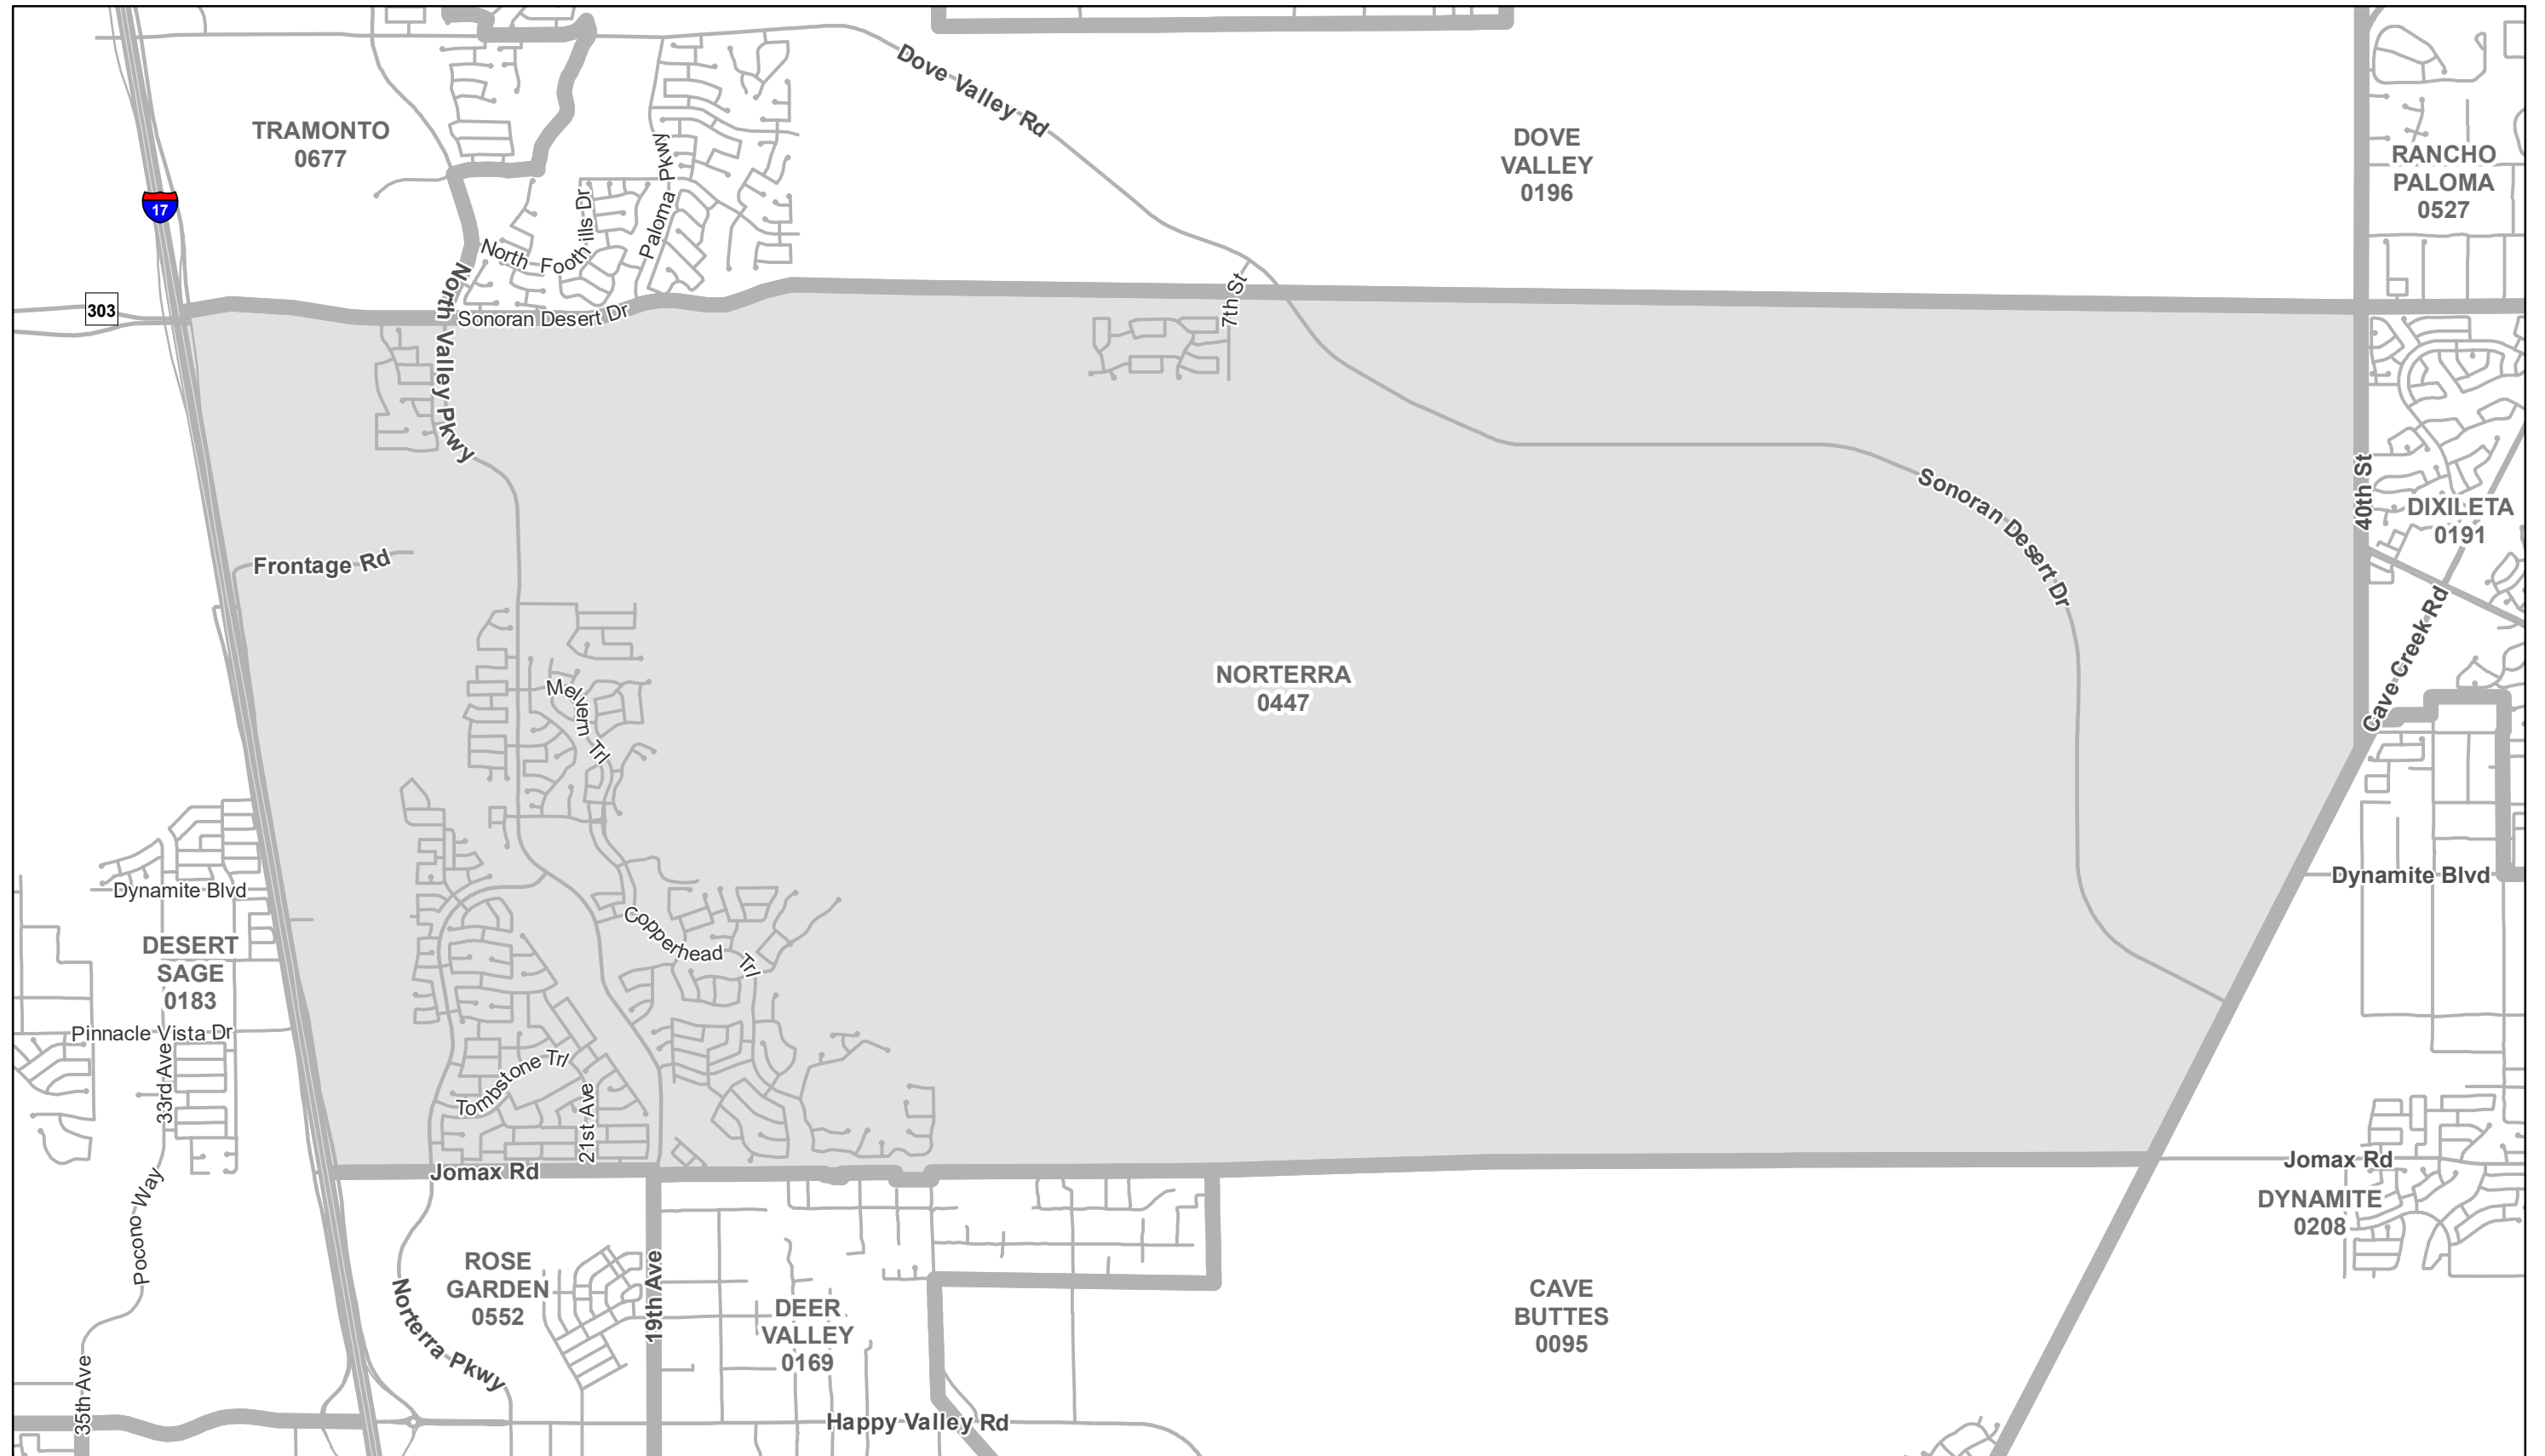 Dove Valley Rd
TRAMONTO
0677
DOVE
VALLEY
0196
RANCHO
PALOMA
0527
17
Paloma Pkwy
North Foothills Dr
303
North Valley Pkwy
Sonoran Desert Dr
7th St
40th St
Sonoran Desert Dr
DIXILETA
0191
Frontage Rd
Cave Creek Rd
NORTERRA
0447
Melvern Trl
Dynamite Blvd
Dynamite Blvd
Copperhead Trl
DESERT
SAGE
0183
Pinnacle Vista Dr
33rd Ave
Tombstone Trl
21st Ave
Jomax Rd
Jomax Rd
DYNAMITE
0208
Pocono Way
ROSE
GARDEN
0552
19th Ave
Norterra Pkwy
DEER
VALLEY
0169
CAVE
BUTTES
0095
35th Ave
Happy Valley Rd